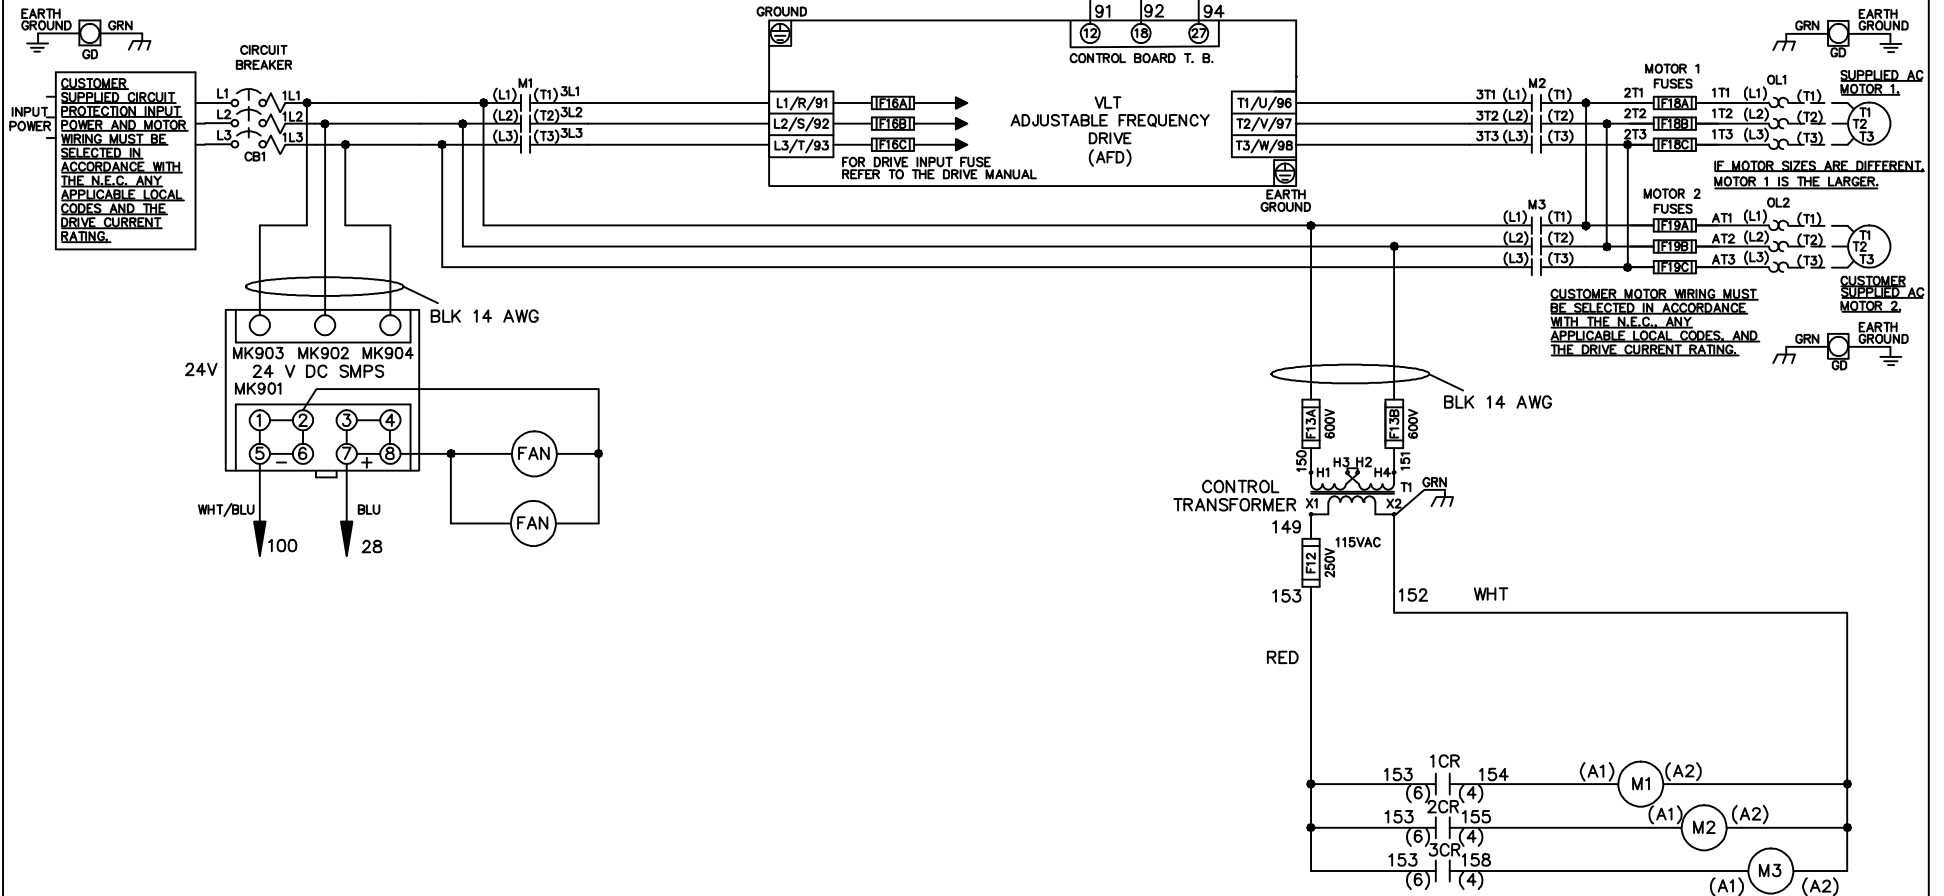 EARTH
GROUND
GRN
GD
CIRCUIT
BREAKER
INPUT
POWER
CUSTOMER
SUPPLIED CIRCUIT
PROTECTION INPUT
POWER AND MOTOR
WIRING MUST BE
SELECTED IN
ACCORDANCE WITH
THE N.E.C. ANY
APPLICABLE LOCAL
CODES AND THE
DRIVE CURRENT
RATING.
L1
L2
L3
CB1
1L1
1L2
1L3
M1
(L1) (T1) 3L1
(L2) (T2) 3L2
(L3) (T3) 3L3
GROUND
91 92 94
12 18 27
CONTROL BOARD T. B.
L1/R/91
L2/S/92
L3/T/93
F16A
F16B
F16C
FOR DRIVE INPUT FUSE
REFER TO THE DRIVE MANUAL
VLT
ADJUSTABLE FREQUENCY
DRIVE
(AFD)
T1/U/96
T2/V/97
T3/W/98
EARTH
GROUND
M2
3T1 (L1) (T1)
3T2 (L2) (T2)
3T3 (L3) (T3)
MOTOR 1
FUSES
2T1 F18A 1T1 (L1)
2T2 F18B 1T2 (L2)
2T3 F18C 1T3 (L3)
OL1
(T1)
(T2)
(T3)
GRN
GD
EARTH
GROUND
SUPPLIED AC
MOTOR 1.
T1
T2
T3
IF MOTOR SIZES ARE DIFFERENT,
MOTOR 1 IS THE LARGER.
M3
(L1) (T1)
(L2) (T2)
(L3) (T3)
MOTOR 2
FUSES
F19A AT1 (L1)
F19B AT2 (L2)
F19C AT3 (L3)
OL2
(T1)
(T2)
(T3)
T1
T2
T3
CUSTOMER
SUPPLIED AC
MOTOR 2.
CUSTOMER MOTOR WIRING MUST
BE SELECTED IN ACCORDANCE
WITH THE N.E.C., ANY
APPLICABLE LOCAL CODES, AND
THE DRIVE CURRENT RATING.
GRN
GD
EARTH
GROUND
BLK 14 AWG
MK903 MK902 MK904
24V
24 V DC SMPS
MK901
1 2 3 4
5 - 6 7 + 8
FAN
FAN
WHT/BLU
BLU
100
28
BLK 14 AWG
F13A
600V
F13B
600V
150
151
H1 H3 H2 H4
T1
GRN
CONTROL
TRANSFORMER
X1
X2
149
115VAC
F12
250V
153
152
WHT
RED
1CR
153 154
(6) (4)
(A1) M1 (A2)
2CR
153 155
(6) (4)
(A1) M2 (A2)
3CR
153 158
(6) (4)
(A1) M3 (A2)